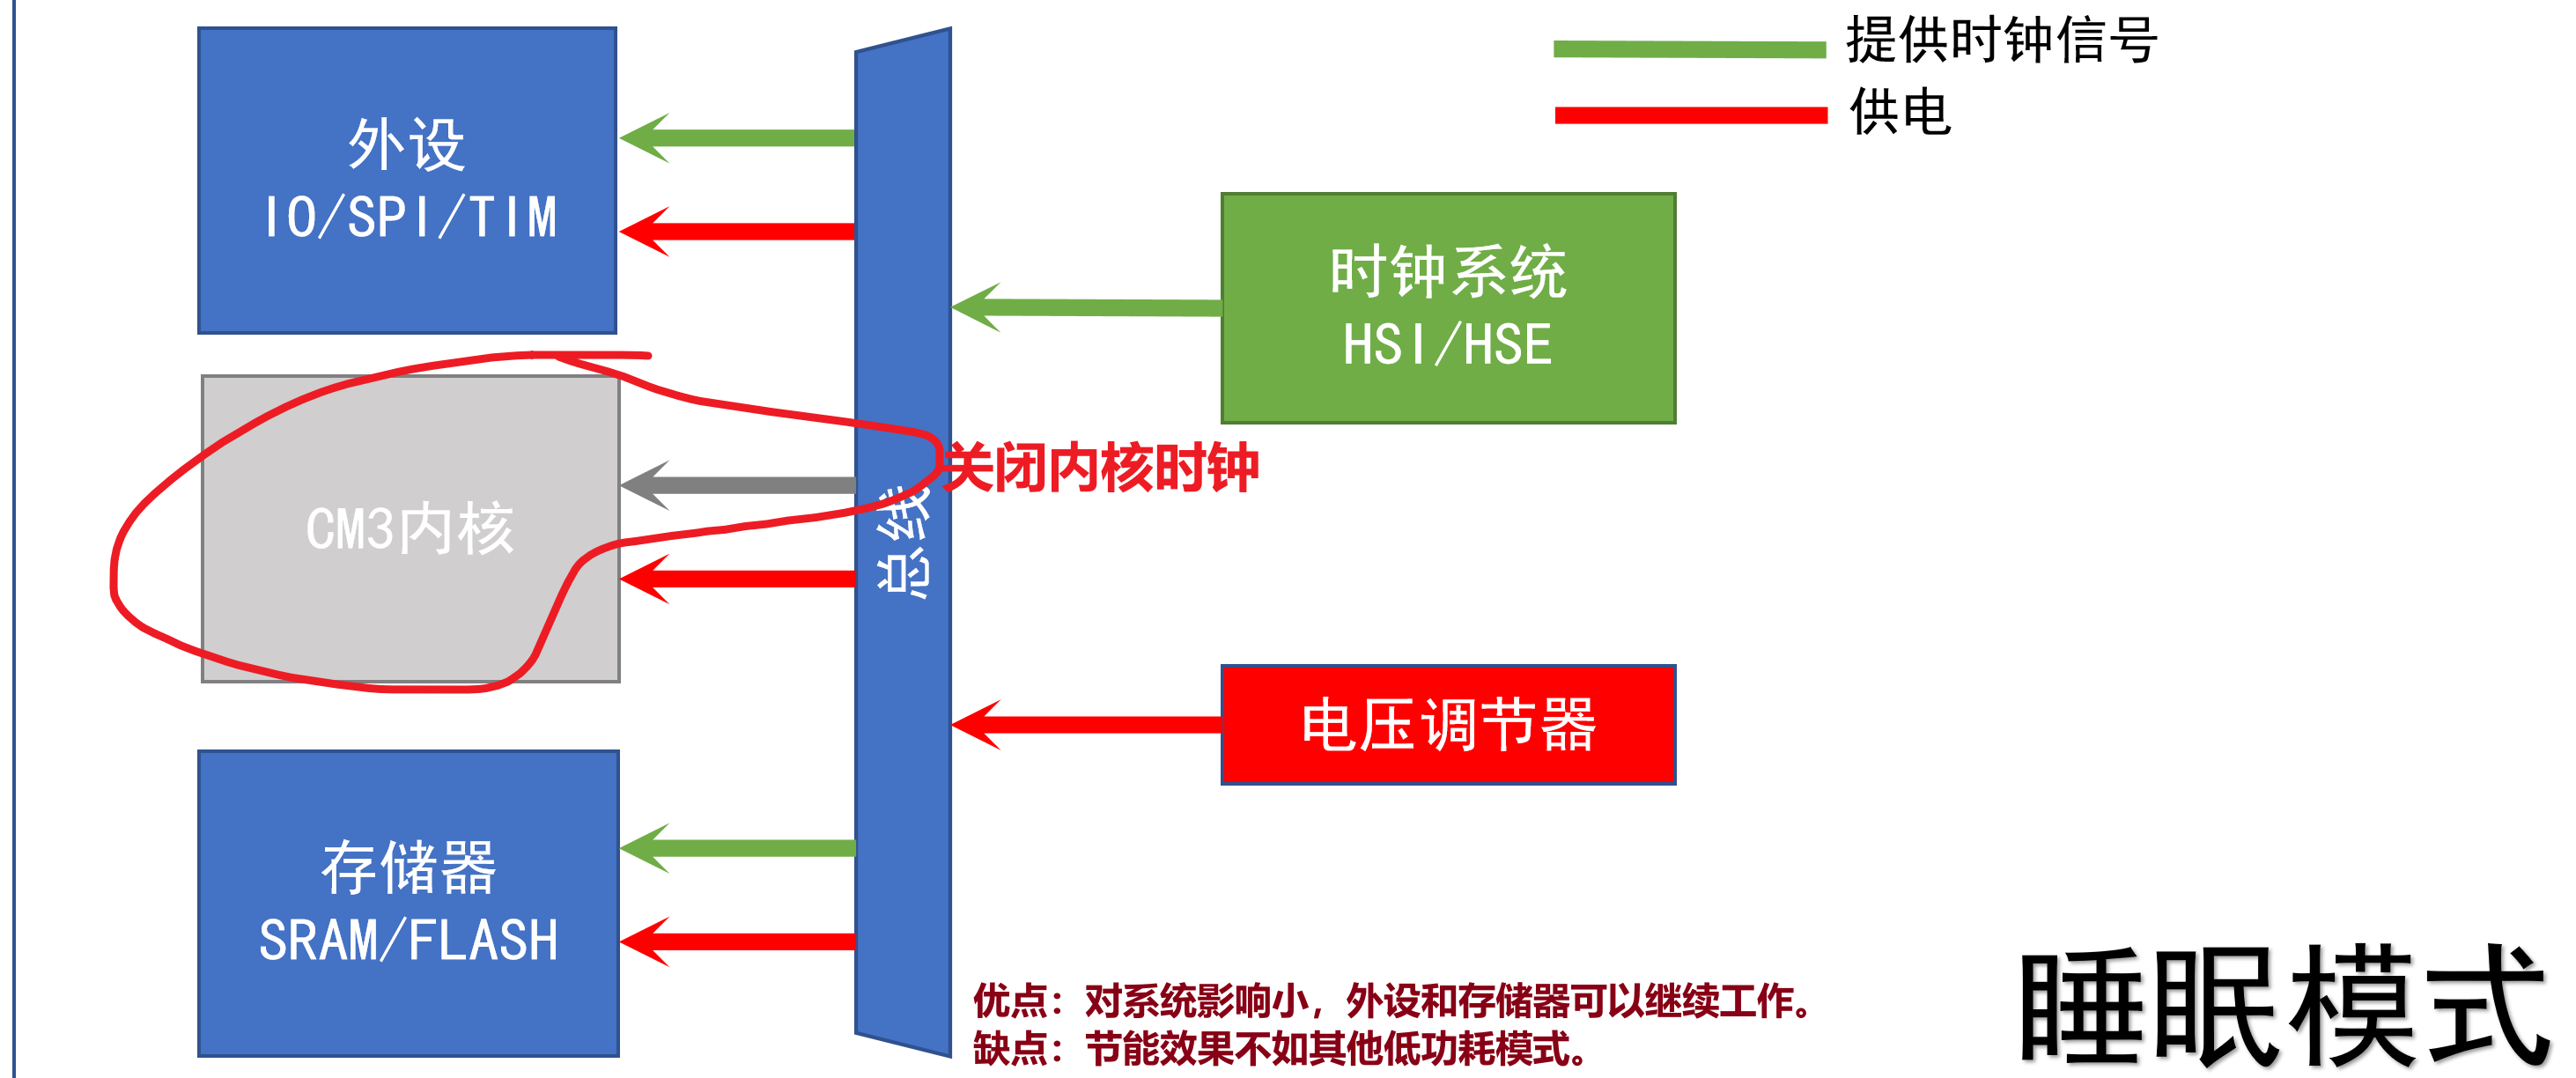 提供时钟信号
供电
外设
IO/SPI/TIM
时钟系统
HSI/HSE
关闭内核时钟
CM3内核
总线
电压调节器
存储器
SRAM/FLASH
优点：对系统影响小，外设和存储器可以继续工作。
缺点：节能效果不如其他低功耗模式。
睡眠模式